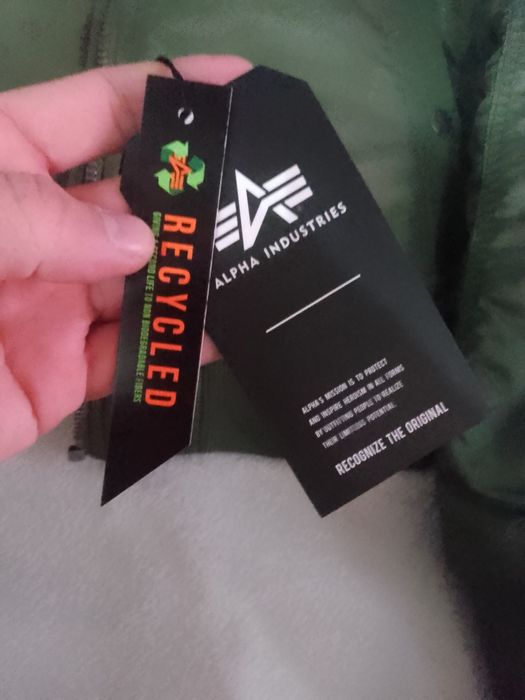 RECYCLED
GIVING A SECOND LIFE TO NON BIODEGRADABLE FIBERS
ALPHA INDUSTRIES
ALPHA'S MISSION IS TO PROTECT
AND INSPIRE HEROISM IN ALL FORMS
BY OUTFITTING PEOPLE TO REALIZE
THEIR LIMITLESS POTENTIAL.
RECOGNIZE THE ORIGINAL